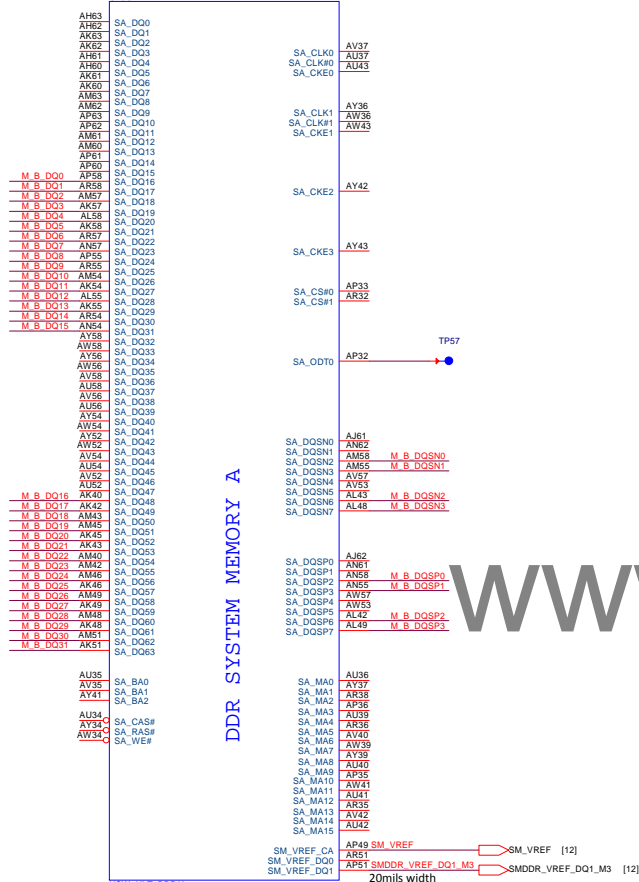 AH63 SA_DQ0
AH62 SA_DQ1
AK63 SA_DQ2
AK62 SA_DQ3
AH61 SA_DQ4
AH60 SA_DQ5
AK61 SA_DQ6
AK60 SA_DQ7
AM63 SA_DQ8
AM62 SA_DQ9
AP63 SA_DQ10
AP62 SA_DQ11
AM61 SA_DQ12
AM60 SA_DQ13
AP61 SA_DQ14
AP60 SA_DQ15
M_B_DQ0 AP58 SA_DQ16
M_B_DQ1 AR58 SA_DQ17
M_B_DQ2 AM57 SA_DQ18
M_B_DQ3 AK57 SA_DQ19
M_B_DQ4 AL58 SA_DQ20
M_B_DQ5 AK58 SA_DQ21
M_B_DQ6 AR57 SA_DQ22
M_B_DQ7 AN57 SA_DQ23
M_B_DQ8 AP55 SA_DQ24
M_B_DQ9 AR55 SA_DQ25
M_B_DQ10 AM54 SA_DQ26
M_B_DQ11 AK54 SA_DQ27
M_B_DQ12 AL55 SA_DQ28
M_B_DQ13 AK55 SA_DQ29
M_B_DQ14 AR54 SA_DQ30
M_B_DQ15 AN54 SA_DQ31
AY58 SA_DQ32
AW58 SA_DQ33
AY56 SA_DQ34
AW56 SA_DQ35
AV58 SA_DQ36
AU58 SA_DQ37
AV56 SA_DQ38
AU56 SA_DQ39
AY54 SA_DQ40
AW54 SA_DQ41
AY52 SA_DQ42
AW52 SA_DQ43
AV54 SA_DQ44
AU54 SA_DQ45
AV52 SA_DQ46
AU52 SA_DQ47
M_B_DQ16 AK40 SA_DQ48
M_B_DQ17 AK42 SA_DQ49
M_B_DQ18 AM43 SA_DQ50
M_B_DQ19 AM45 SA_DQ51
M_B_DQ20 AK45 SA_DQ52
M_B_DQ21 AK43 SA_DQ53
M_B_DQ22 AM40 SA_DQ54
M_B_DQ23 AM42 SA_DQ55
M_B_DQ24 AM46 SA_DQ56
M_B_DQ25 AK46 SA_DQ57
M_B_DQ26 AM49 SA_DQ58
M_B_DQ27 AK49 SA_DQ59
M_B_DQ28 AM48 SA_DQ60
M_B_DQ29 AK48 SA_DQ61
M_B_DQ30 AM51 SA_DQ62
M_B_DQ31 AK51 SA_DQ63
AU35 SA_BA0
AV35 SA_BA1
AY41 SA_BA2
AU34 SA_CAS#
AY34 SA_RAS#
AW34 SA_WE#
DDR SYSTEM MEMORY A
SA_CLK0 AV37
SA_CLK#0 AU37
SA_CKE0 AU43
SA_CLK1 AY36
SA_CLK#1 AW36
SA_CKE1 AW43
SA_CKE2 AY42
SA_CKE3 AY43
SA_CS#0 AP33
SA_CS#1 AR32
TP57
SA_ODT0 AP32
SA_DQSN0 AJ61
SA_DQSN1 AN62
SA_DQSN2 AM58 M_B_DQSN0
SA_DQSN3 AM55 M_B_DQSN1
SA_DQSN4 AV57
SA_DQSN5 AV53
SA_DQSN6 AL43 M_B_DQSN2
SA_DQSN7 AL48 M_B_DQSN3
SA_DQSP0 AJ62
SA_DQSP1 AN61
SA_DQSP2 AN58 M_B_DQSP0
SA_DQSP3 AN55 M_B_DQSP1
SA_DQSP4 AW57
SA_DQSP5 AW53
SA_DQSP6 AL42 M_B_DQSP2
SA_DQSP7 AL49 M_B_DQSP3
SA_MA0 AU36
SA_MA1 AY37
SA_MA2 AR38
SA_MA3 AP36
SA_MA4 AU39
SA_MA5 AR36
SA_MA6 AV40
SA_MA7 AW39
SA_MA8 AY39
SA_MA9 AU40
SA_MA10 AP35
SA_MA11 AW41
SA_MA12 AU41
SA_MA13 AR35
SA_MA14 AV42
SA_MA15 AU42
SM_VREF_CA AP49 SM_VREF SM_VREF [12]
SM_VREF_DQ0 AR51
SM_VREF_DQ1 AP51 SMDDR_VREF_DQ1_M3 SMDDR_VREF_DQ1_M3 [12]
20mils width